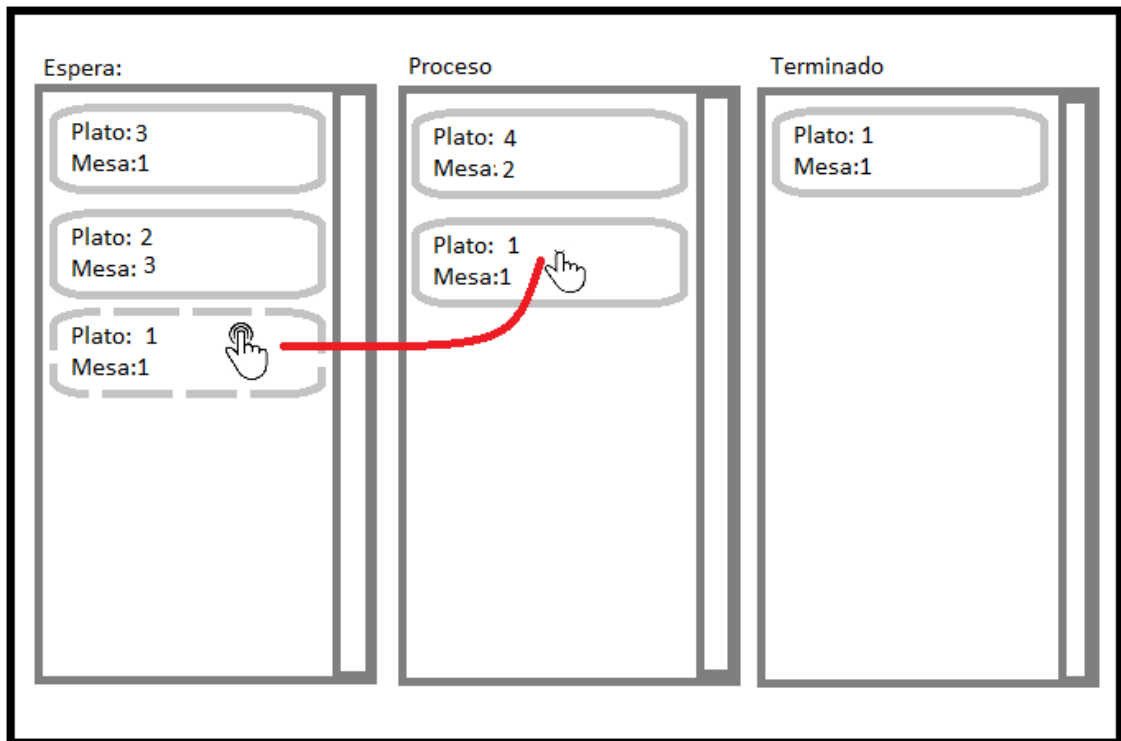 Espera:
Plato: 3
Mesa:1
Plato: 2
Mesa: 3
Plato: 1
Mesa:1
Proceso
Plato: 4
Mesa: 2
Plato: 1
Mesa:1
Terminado
Plato: 1
Mesa:1